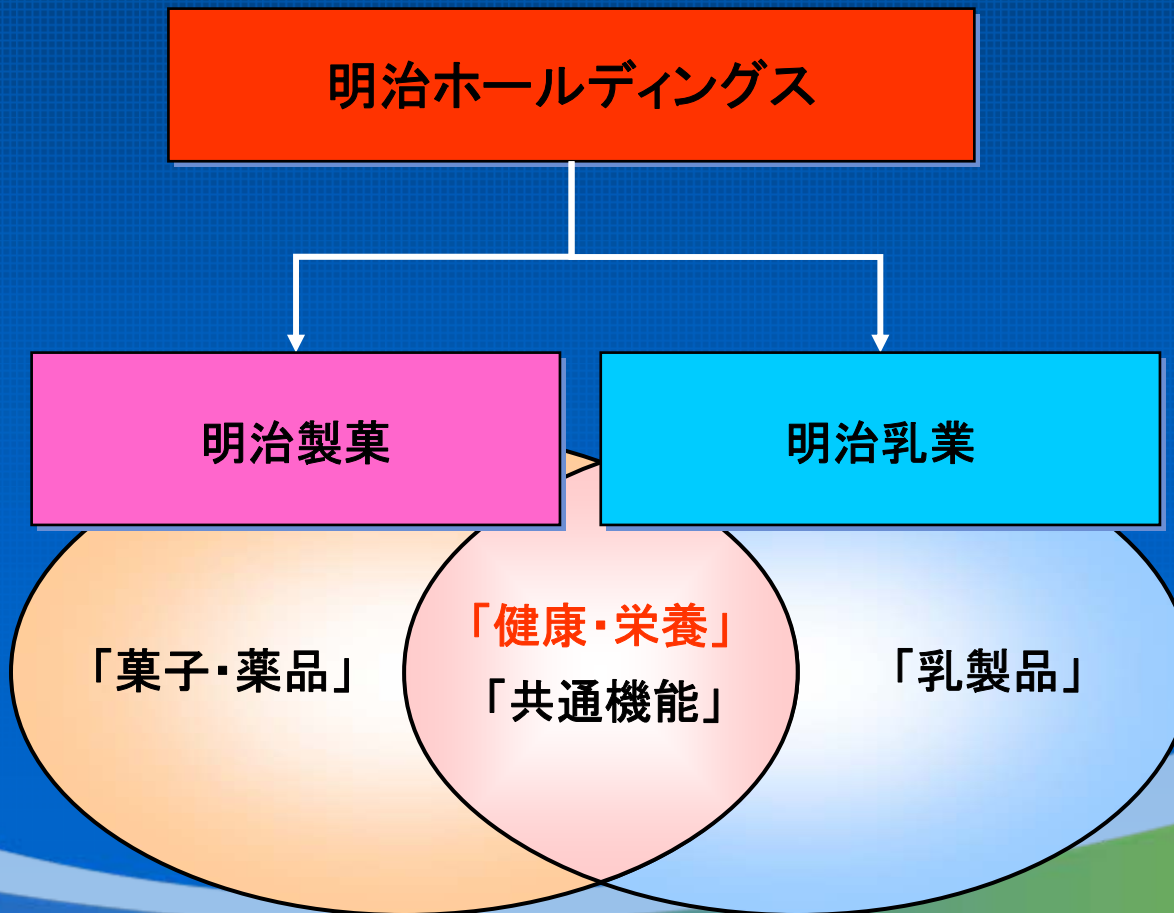 明治ホールディングス
明治製菓
明治乳業
「健康・栄養」
「菓子・薬品」
「共通機能」
「乳製品」